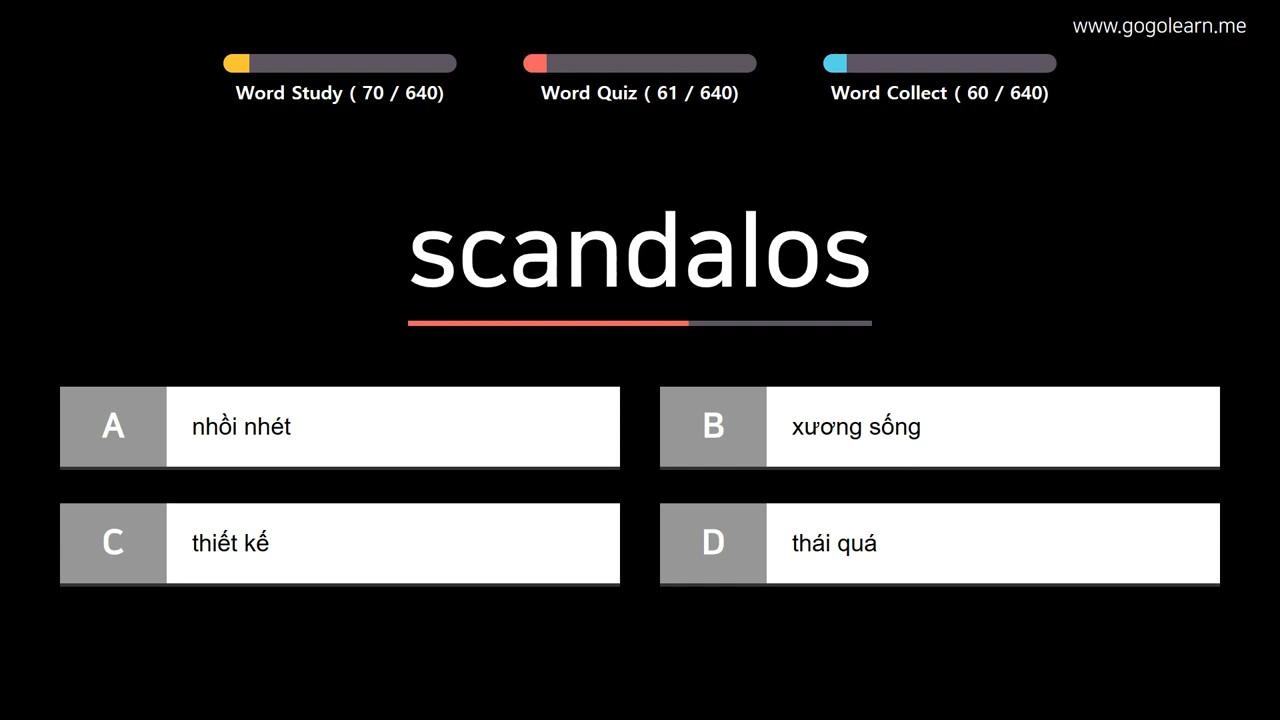 www.gogolearn.me
Word Study ( 70 / 640)
Word Quiz ( 61 / 640)
Word Collect ( 60 / 640)
scandalos
A nhồi nhét
B xương sống
C thiết kế
D thái quá